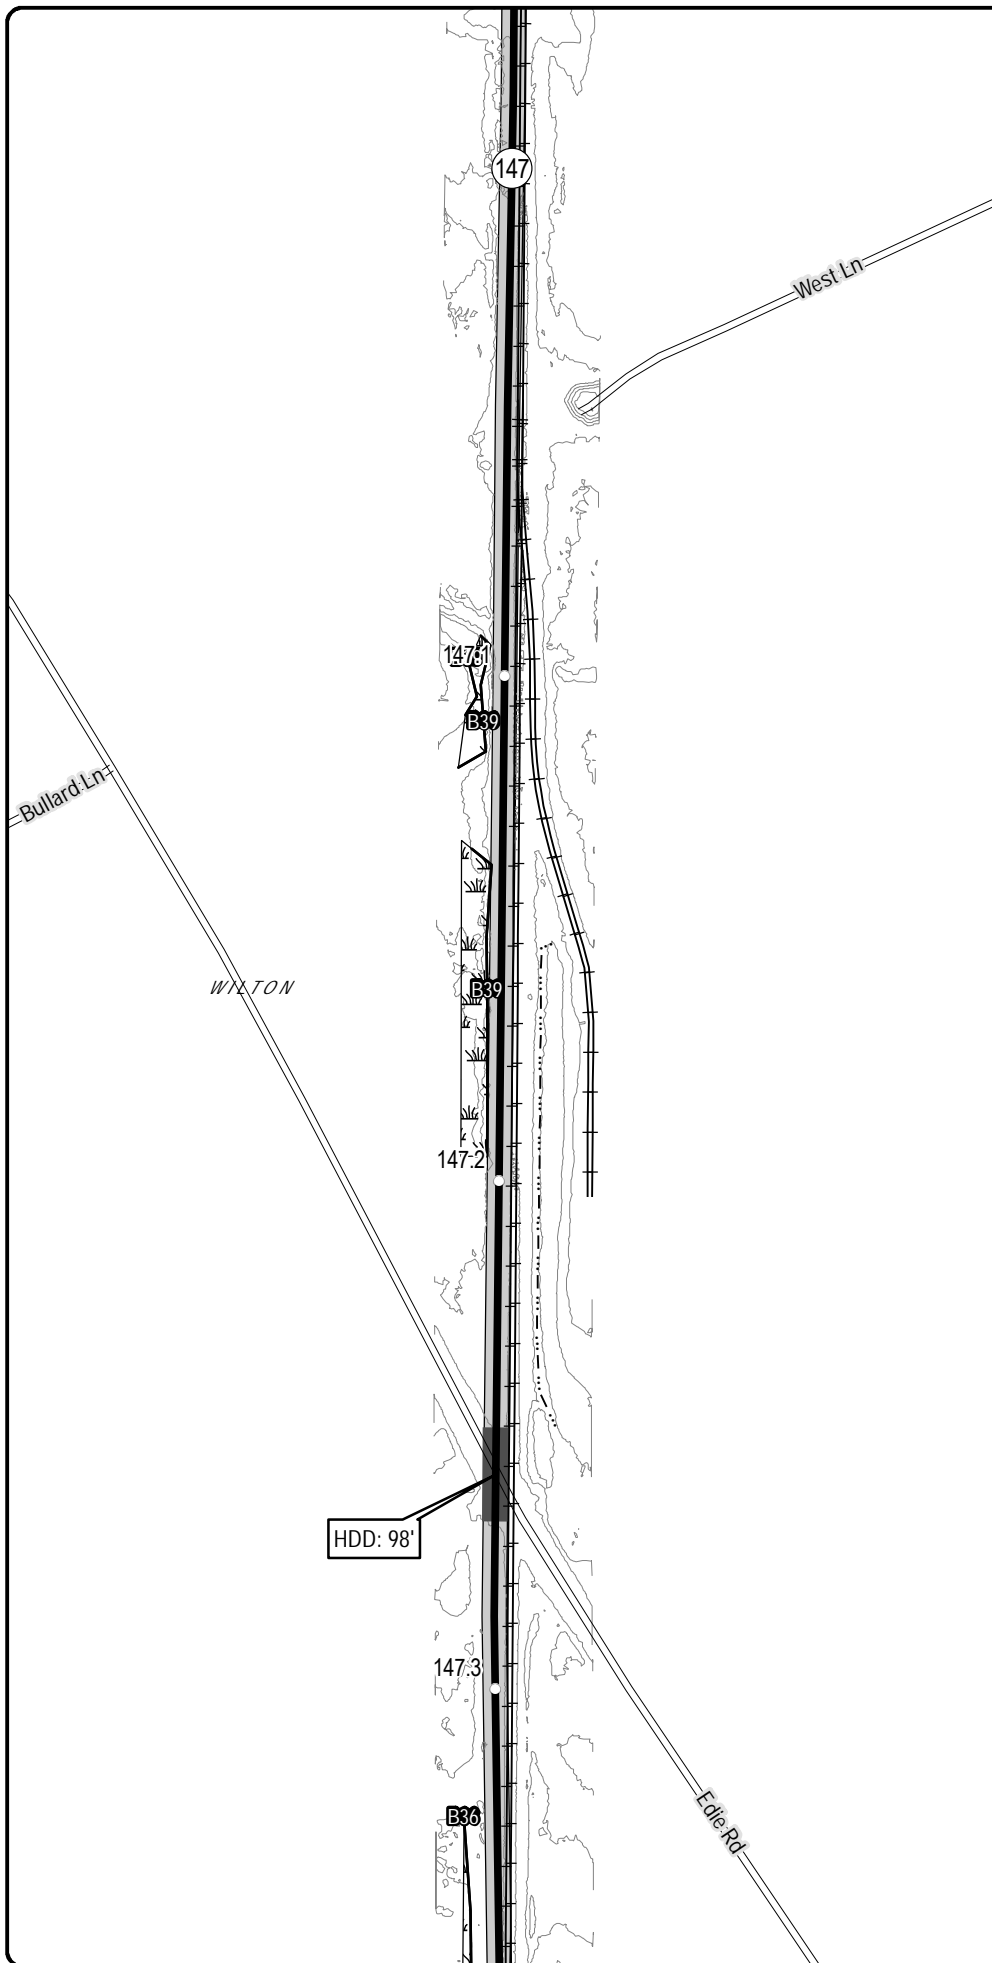 147
West Ln
147.1
B39
Bullard Ln
WILTON
B39
147.2
HDD: 98'
147.3
B36
Edie Rd